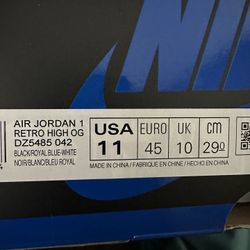 AIR JORDAN 1
RETRO HIGH OG
DZ5485 042
BLACK/ROYAL BLUE-WHITE
NOIR/BLANC/BLEU ROYAL
USA
11
EURO
45
UK
10
cm
29
MADE IN CHINA / FABRIQUÉ EN CHINE / HECHO EN CHINA